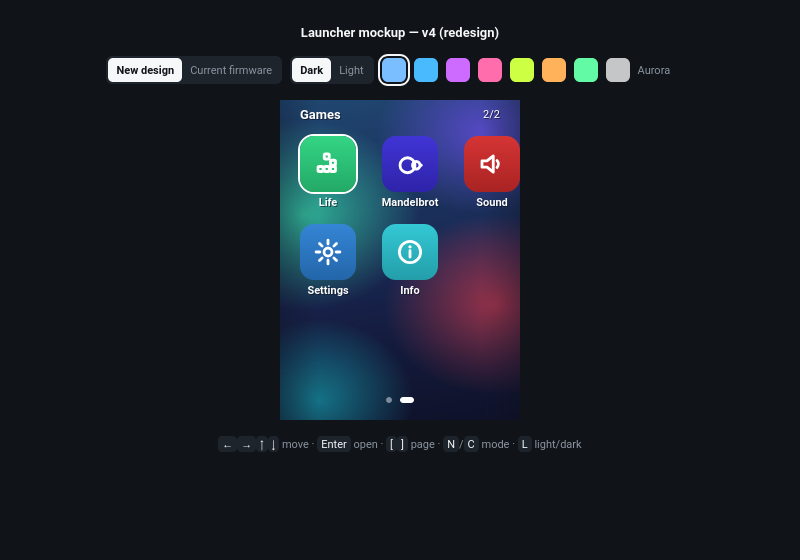 Launcher mockup — v4 (redesign)
New design Current firmware Dark Light Aurora
Games 2/2
Life Mandelbrot Sound
Settings Info
← → ↑ ↓ move · Enter open · [ ] page · N / C mode · L light/dark